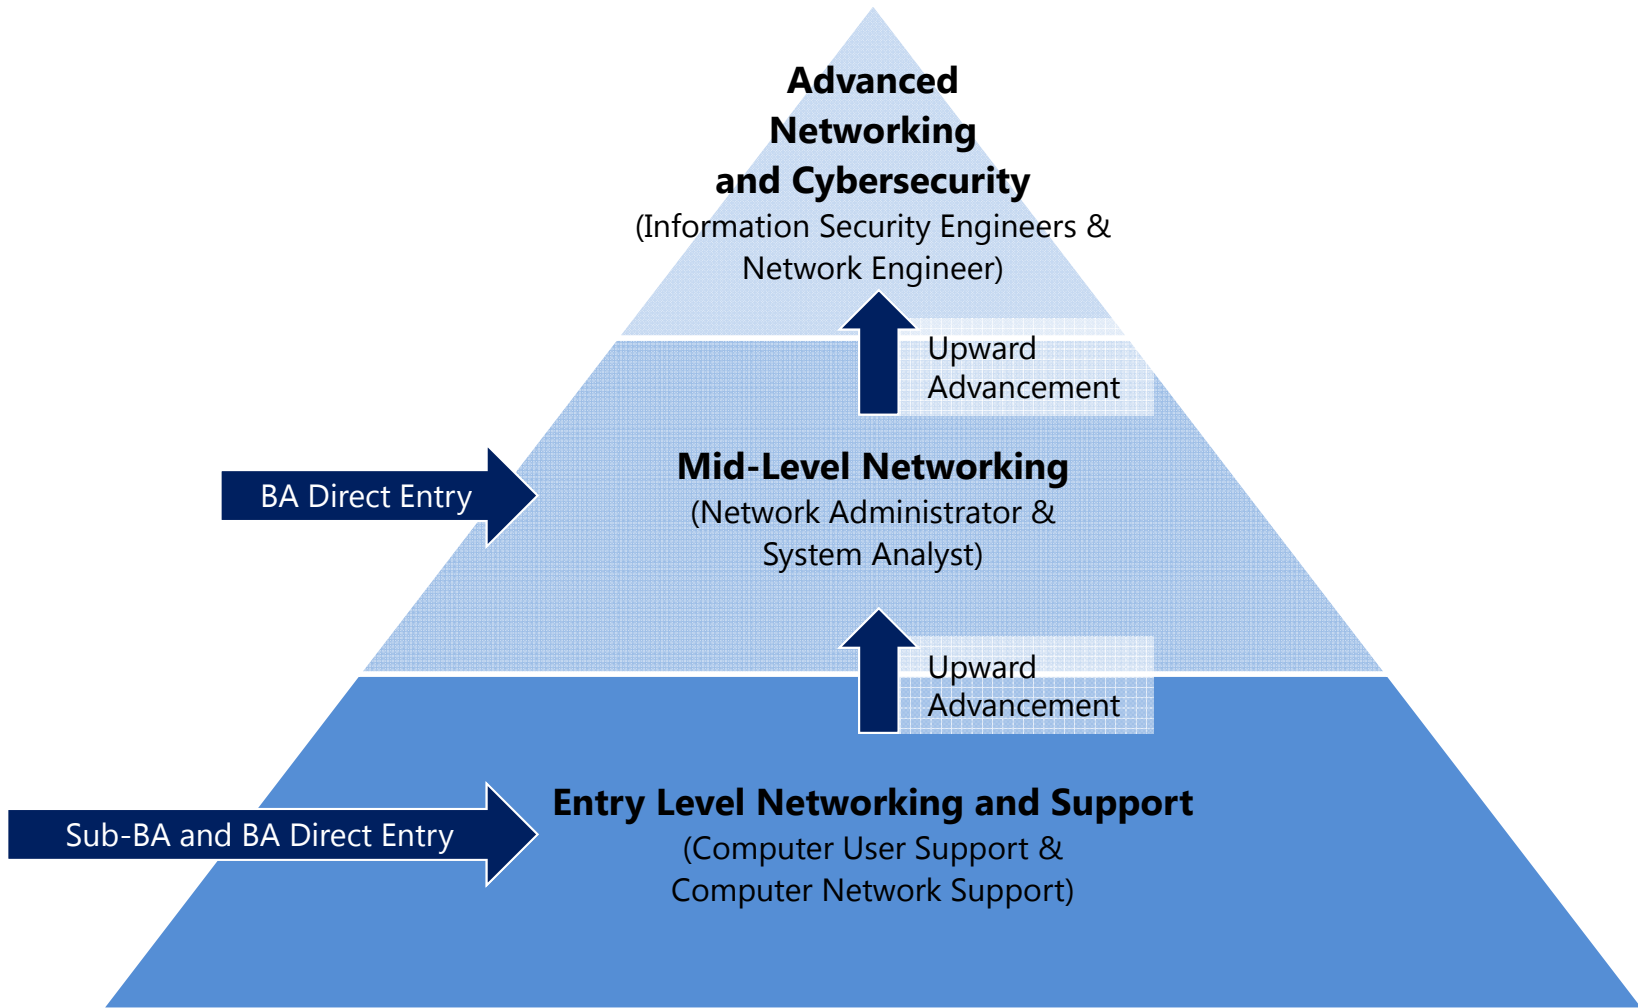 Advanced
Networking
and Cybersecurity
(Information Security Engineers &
Network Engineer)
Upward
Advancement
BA Direct Entry
Mid-Level Networking
(Network Administrator &
System Analyst)
Upward
Advancement
Sub-BA and BA Direct Entry
Entry Level Networking and Support
(Computer User Support &
Computer Network Support)